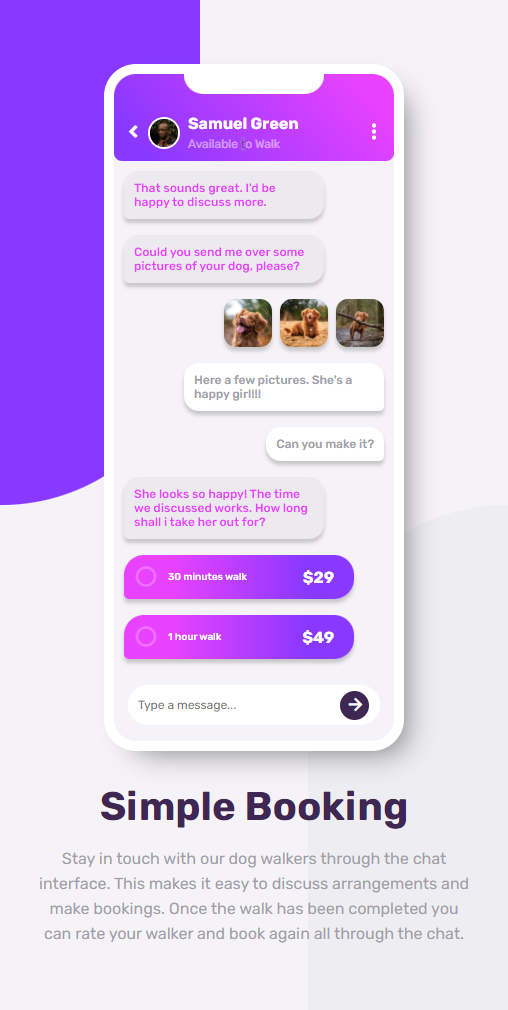 Samuel Green
Available to Walk
That sounds great. I'd be
happy to discuss more.
Could you send me over some
pictures of your dog, please?
Here a few pictures. She's a
happy girl!!!!
Can you make it?
She looks so happy! The time
we discussed works. How long
shall i take her out for?
30 minutes walk $29
1 hour walk $49
Type a message...
Simple Booking
Stay in touch with our dog walkers through the chat
interface. This makes it easy to discuss arrangements and
make bookings. Once the walk has been completed you
can rate your walker and book again all through the chat.